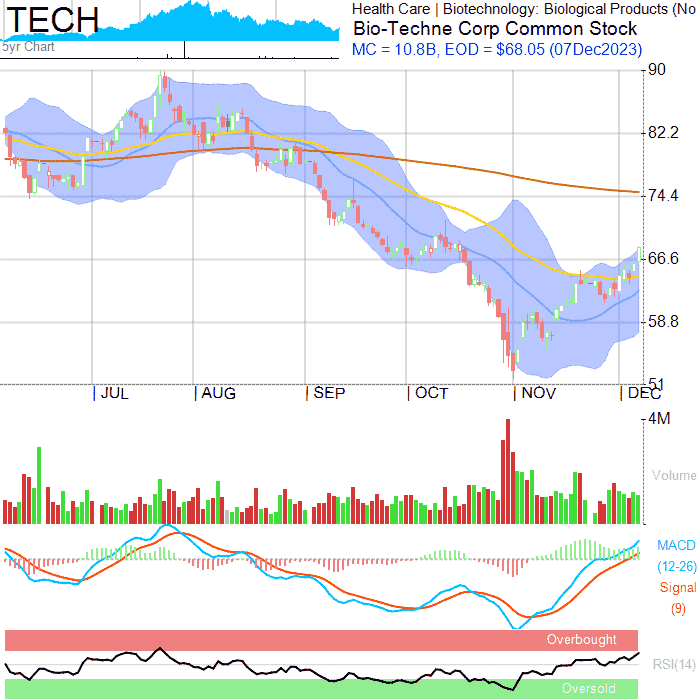 TECH
5yr Chart
Health Care | Biotechnology: Biological Products (No
Bio-Techne Corp Common Stock
MC = 10.8B, EOD = $68.05 (07Dec2023)
90
82.2
74.4
66.6
58.8
51
JUL AUG SEP OCT NOV DEC
4M
Volume
MACD
(12-26)
Signal
(9)
Overbought
RSI(14)
Oversold